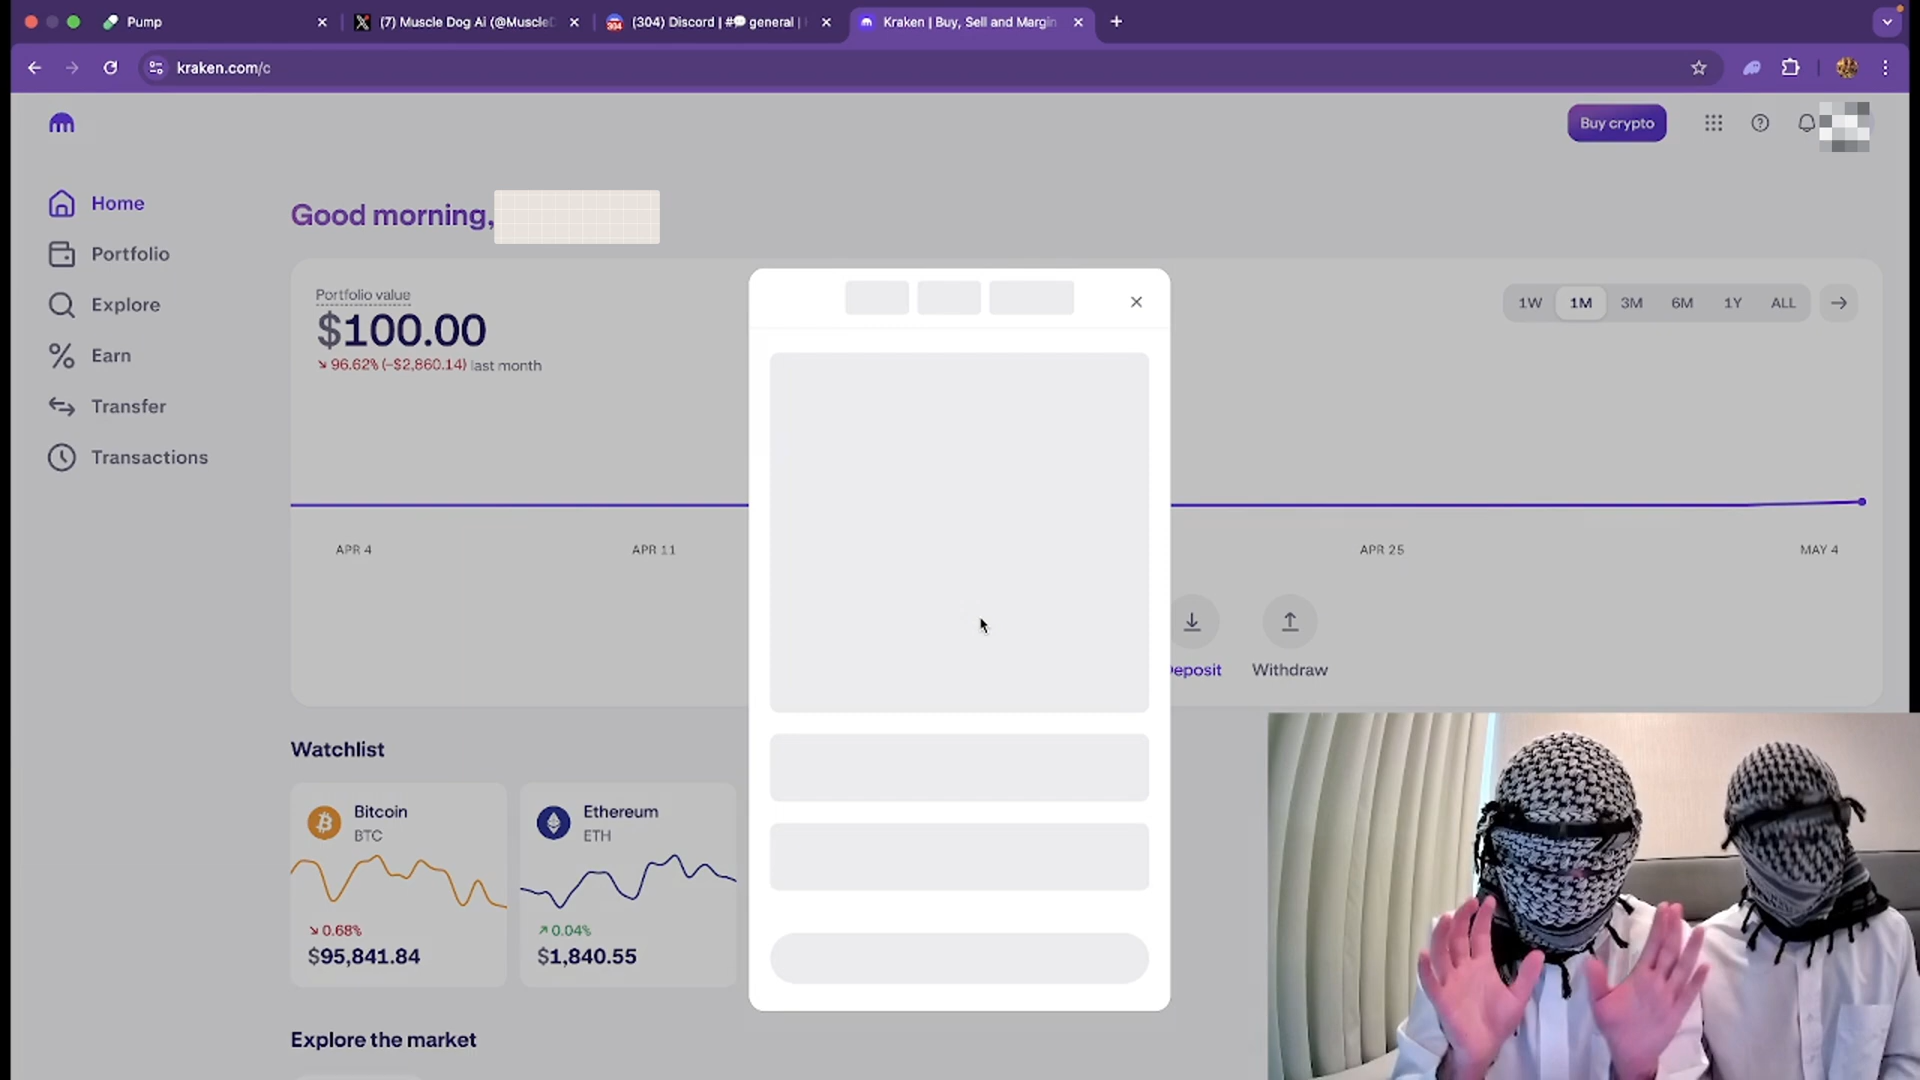 Pump
(7) Muscle Dog Ai (@Muscle
304
(304) Discord | #💬 general |
Kraken | Buy, Sell and Margin
kraken.com/c
Buy crypto
Home
Portfolio
Explore
Earn
Transfer
Transactions
Good morning,
Portfolio value
$100.00
↘ 96.62% (−$2,860.14) last month
1W 1M 3M 6M 1Y ALL
APR 4
APR 11
APR 25
MAY 4
Deposit
Withdraw
Watchlist
Bitcoin
BTC
↘ 0.68%
$95,841.84
Ethereum
ETH
↗ 0.04%
$1,840.55
Explore the market